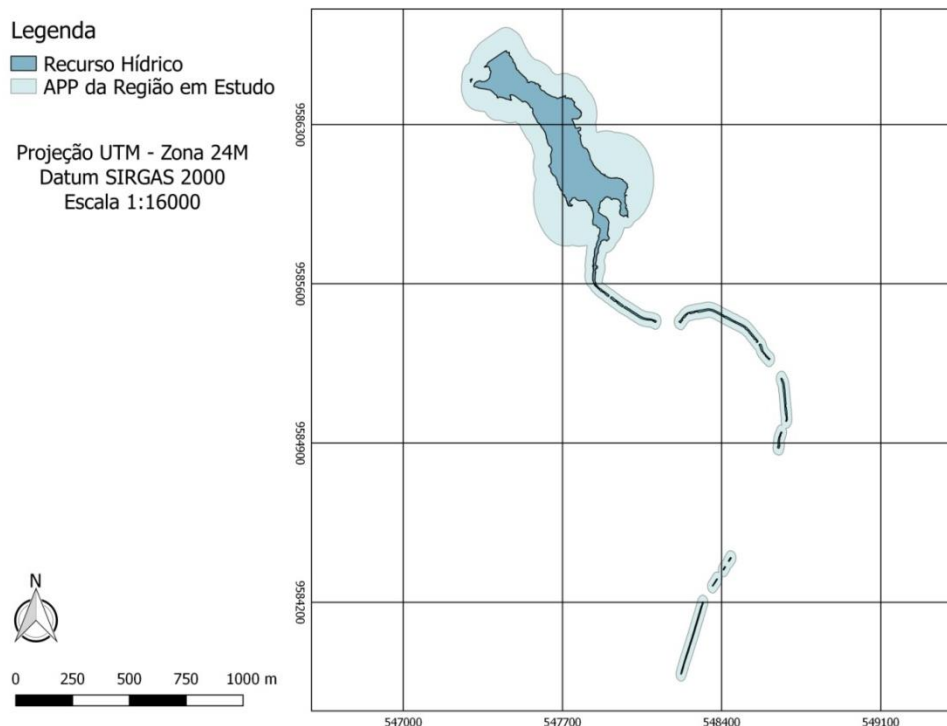 Legenda
Recurso Hídrico
APP da Região em Estudo
Projeção UTM - Zona 24M
Datum SIRGAS 2000
Escala 1:16000
N
0 250 500 750 1000 m
9586300
9585600
9584900
9584200
547000 547700 548400 549100